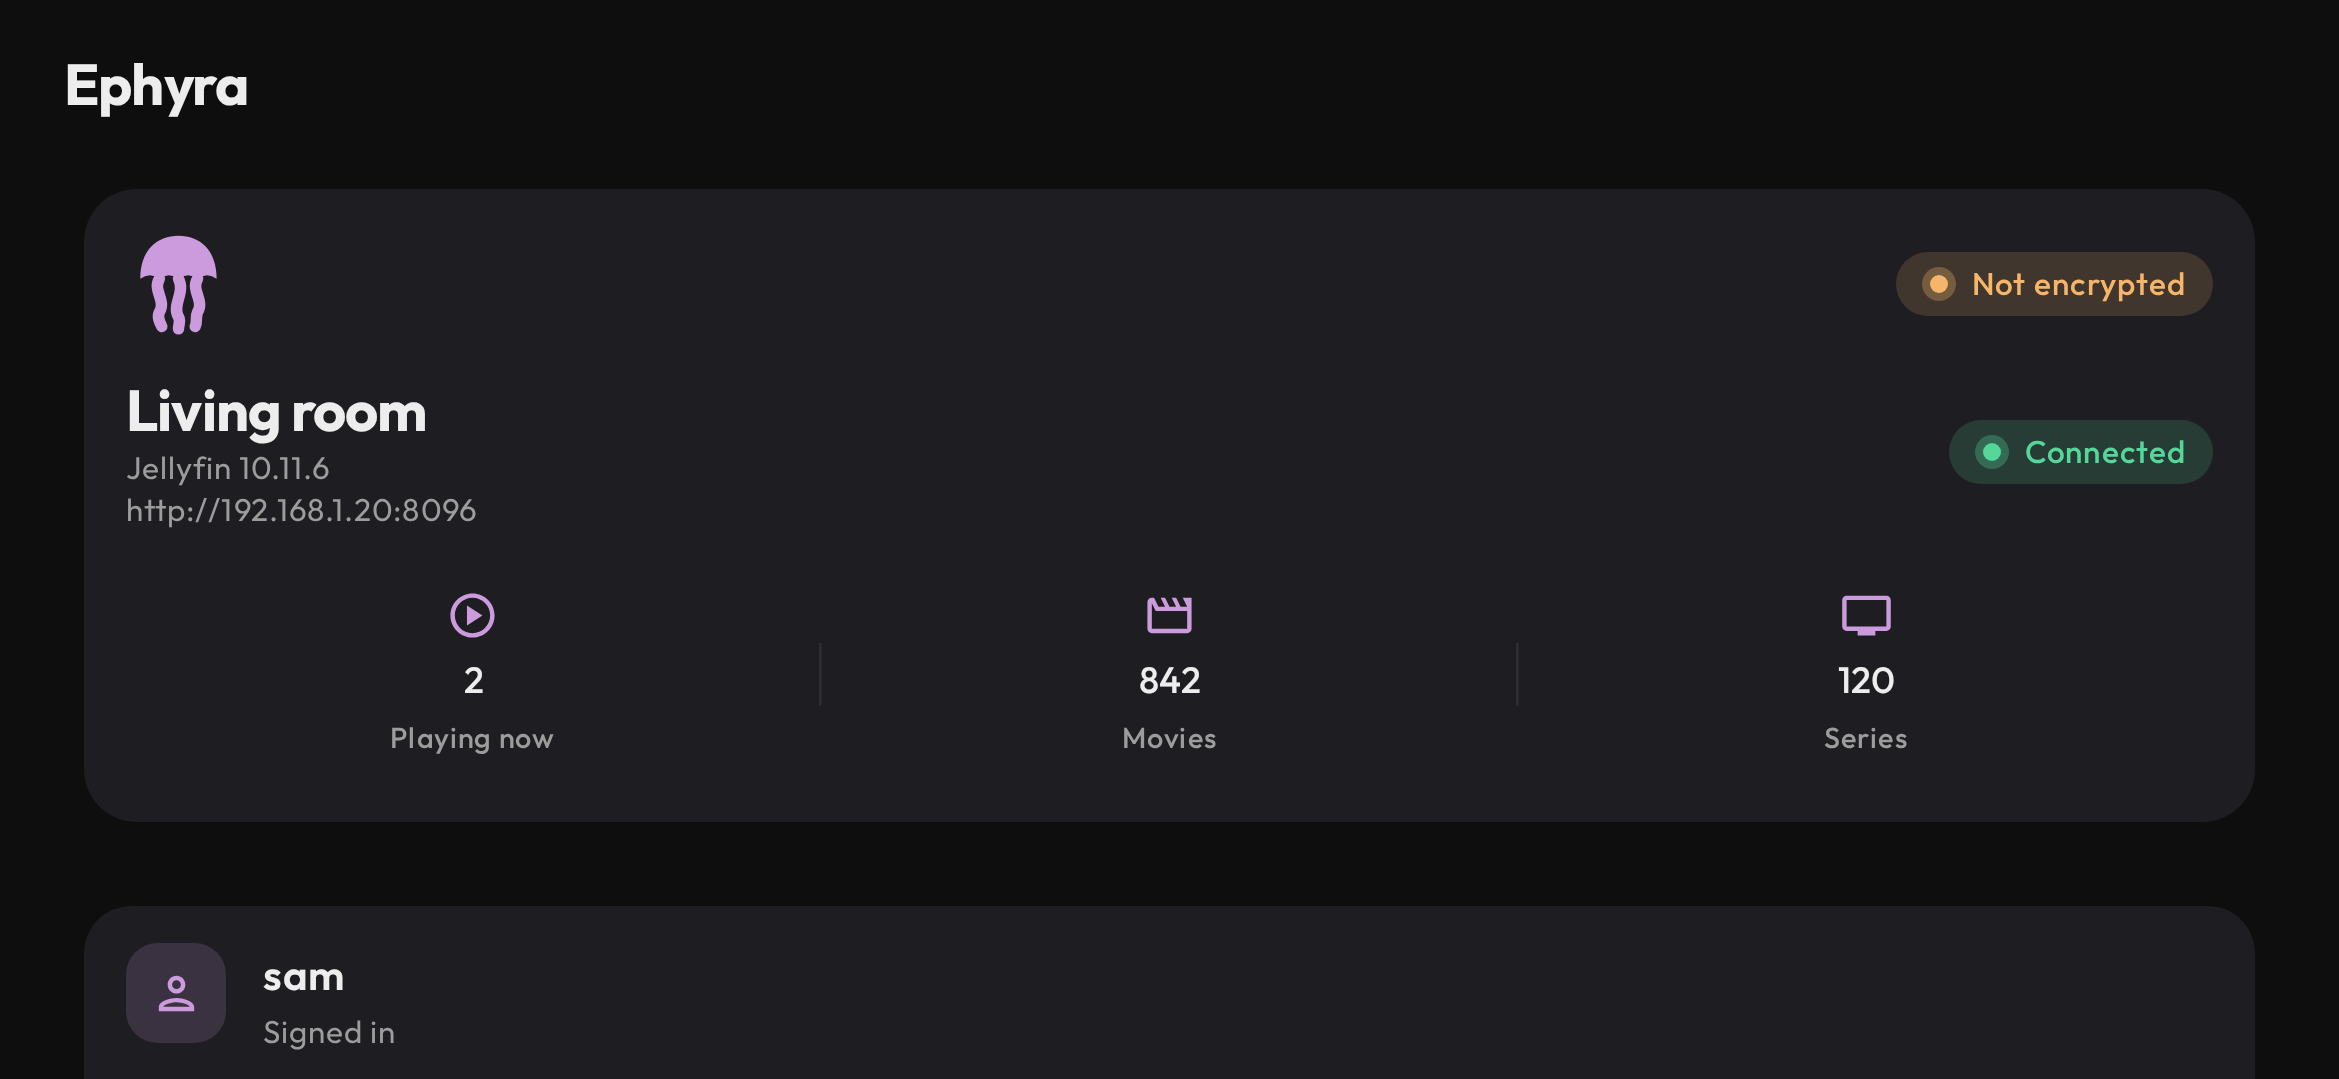 Ephyra
Not encrypted
Living room
Connected
Jellyfin 10.11.6
http://192.168.1.20:8096
2
842
120
Playing now
Movies
Series
sam
Signed in